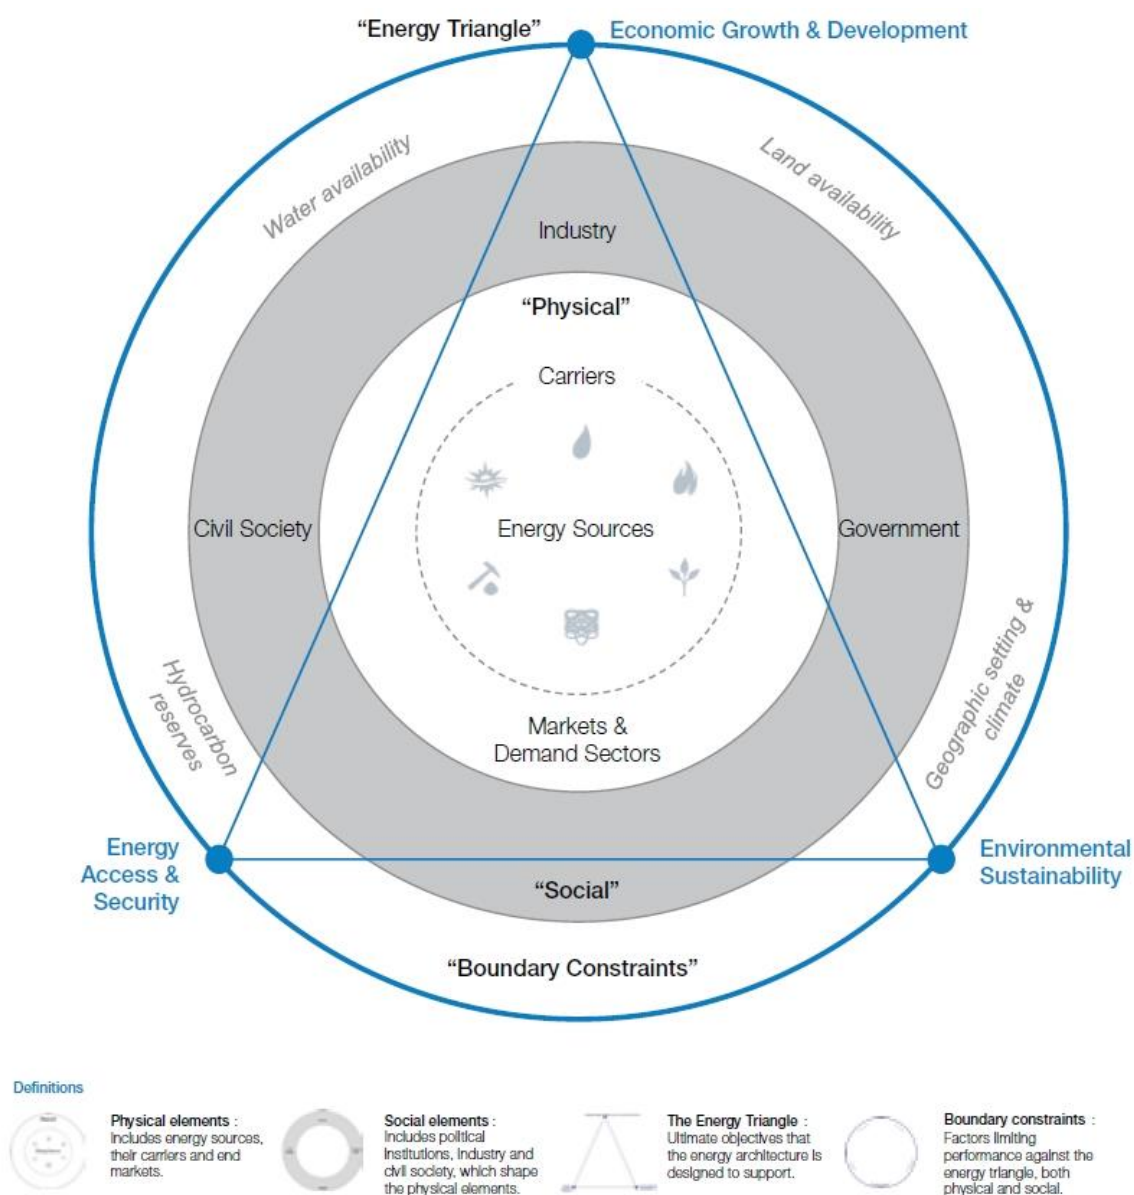 “Energy Triangle”
Economic Growth & Development
Water availability
Land availability
Industry
“Physical”
Carriers
Civil Society
Energy Sources
Government
Hydrocarbon
reserves
Geographic setting &
climate
Markets &
Demand Sectors
Energy
Access &
Security
Environmental
Sustainability
“Social”
“Boundary Constraints”
Definitions
Physical elements :
Includes energy sources,
their carriers and end
markets.
Social elements :
Includes political
Institutions, industry and
civil society, which shape
the physical elements.
The Energy Triangle :
Ultimate objectives that
the energy architecture is
designed to support.
Boundary constraints :
Factors limiting
performance against the
energy triangle, both
physical and social.